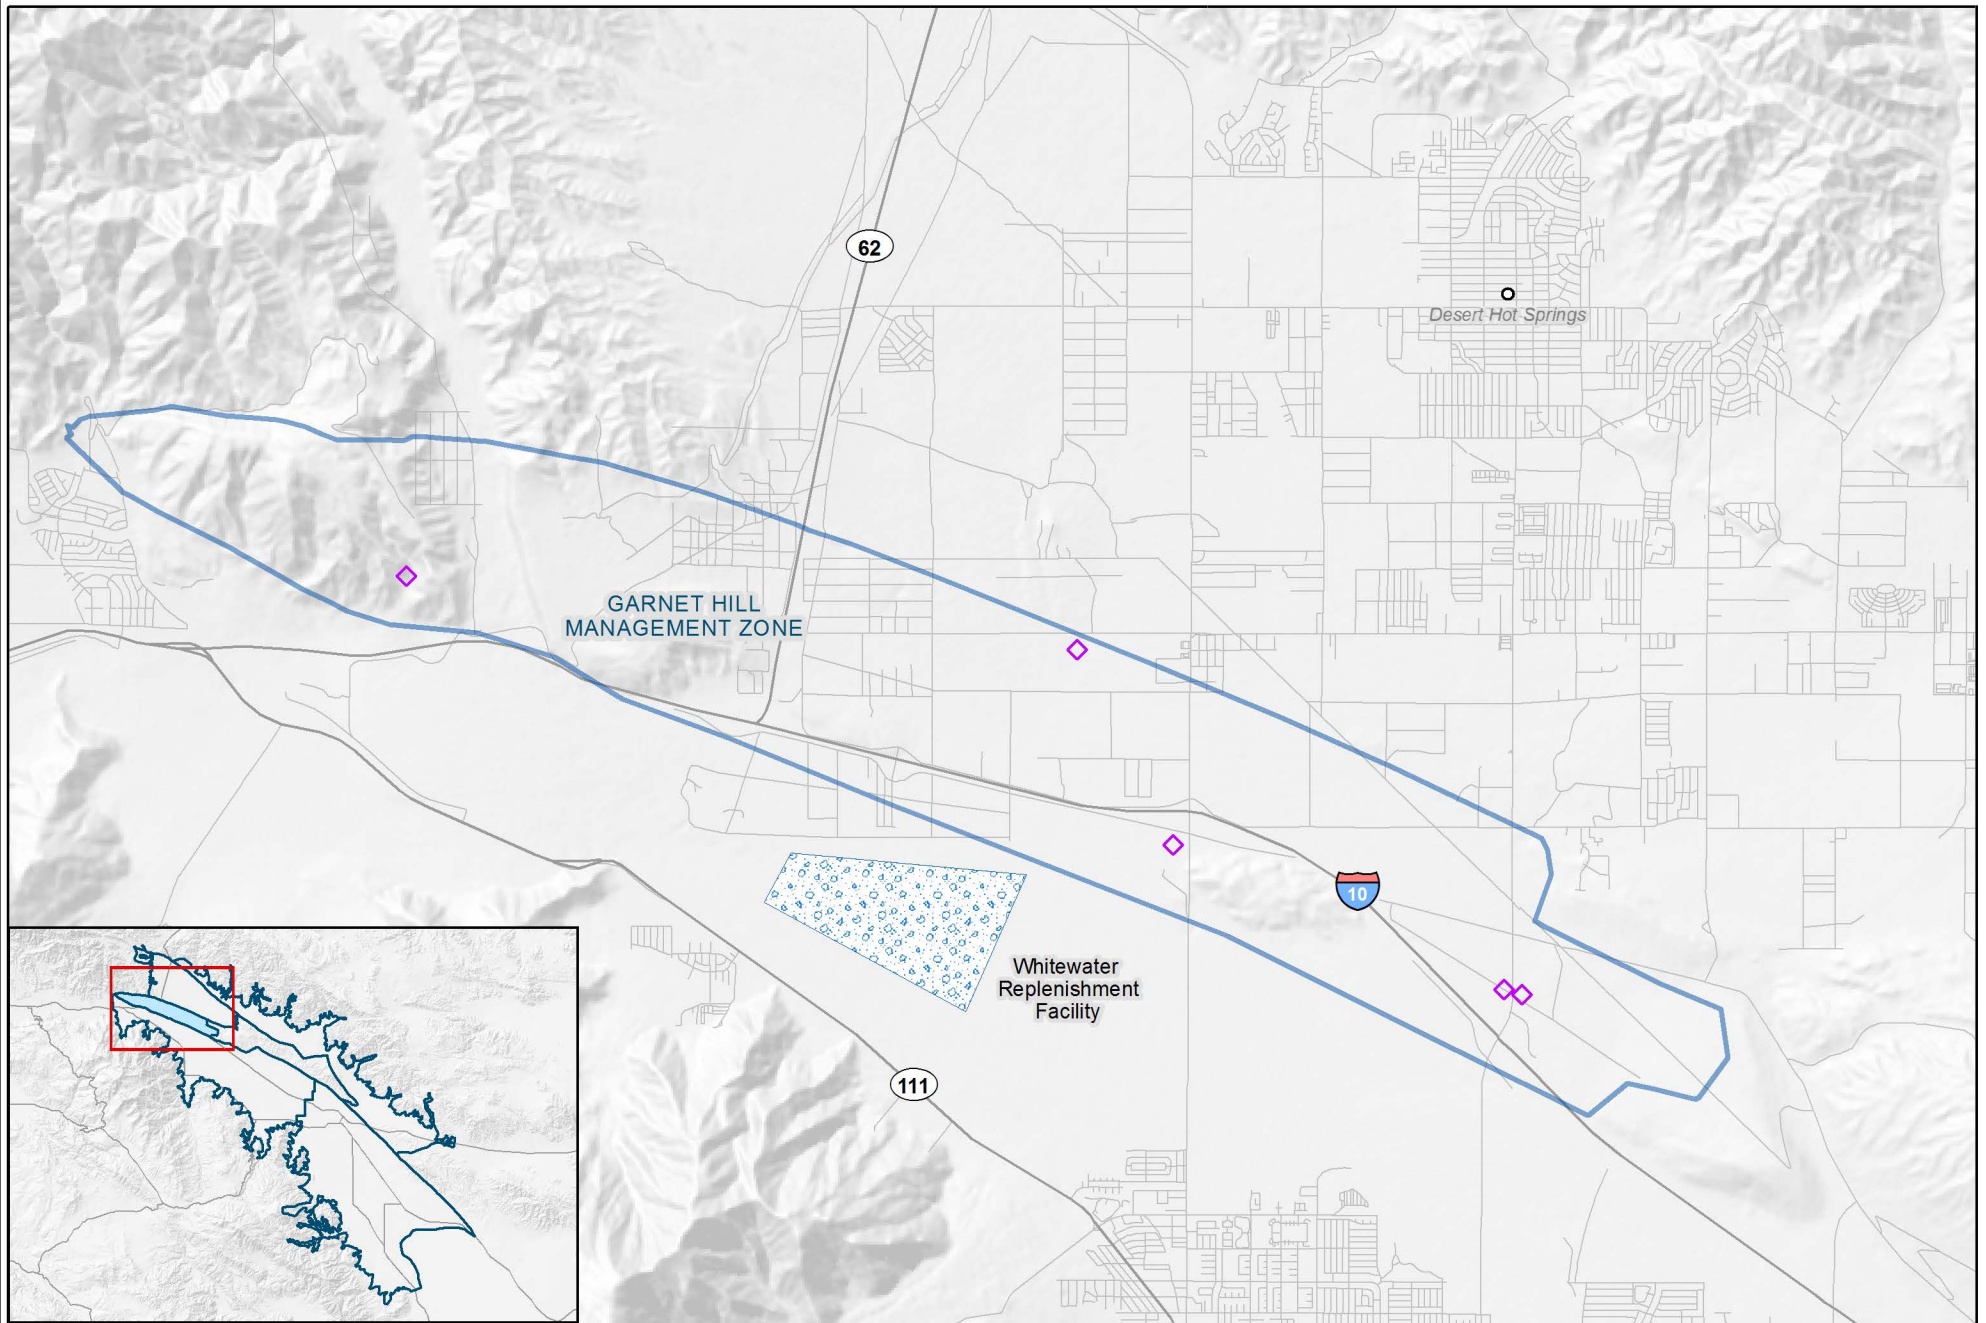 62
Desert Hot Springs
GARNET HILL
MANAGEMENT ZONE
10
Whitewater
Replenishment
Facility
111